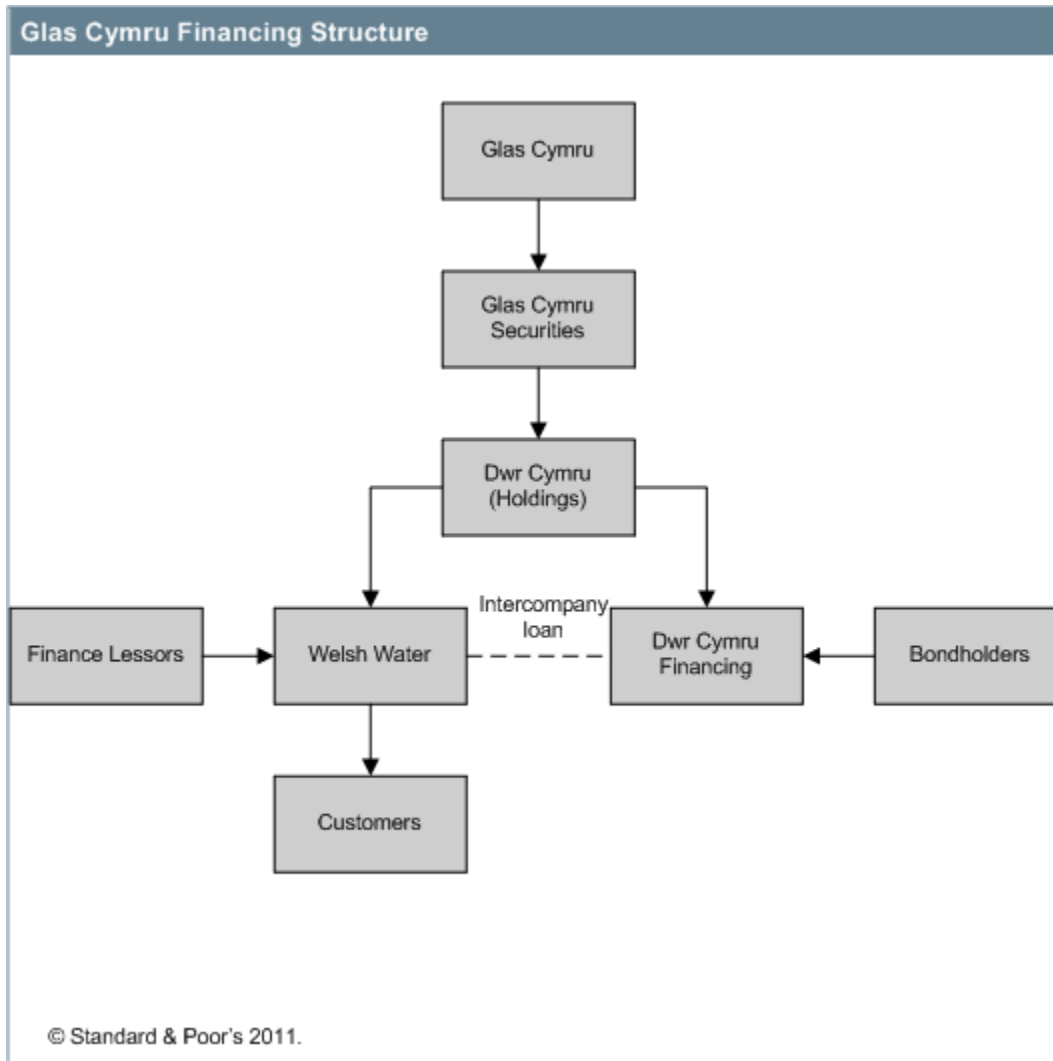 Glas Cymru Financing Structure
Glas Cymru
Glas Cymru
Securities
Dwr Cymru
(Holdings)
Finance Lessors
Welsh Water
Intercompany
loan
Dwr Cymru
Financing
Bondholders
Customers
© Standard & Poor's 2011.